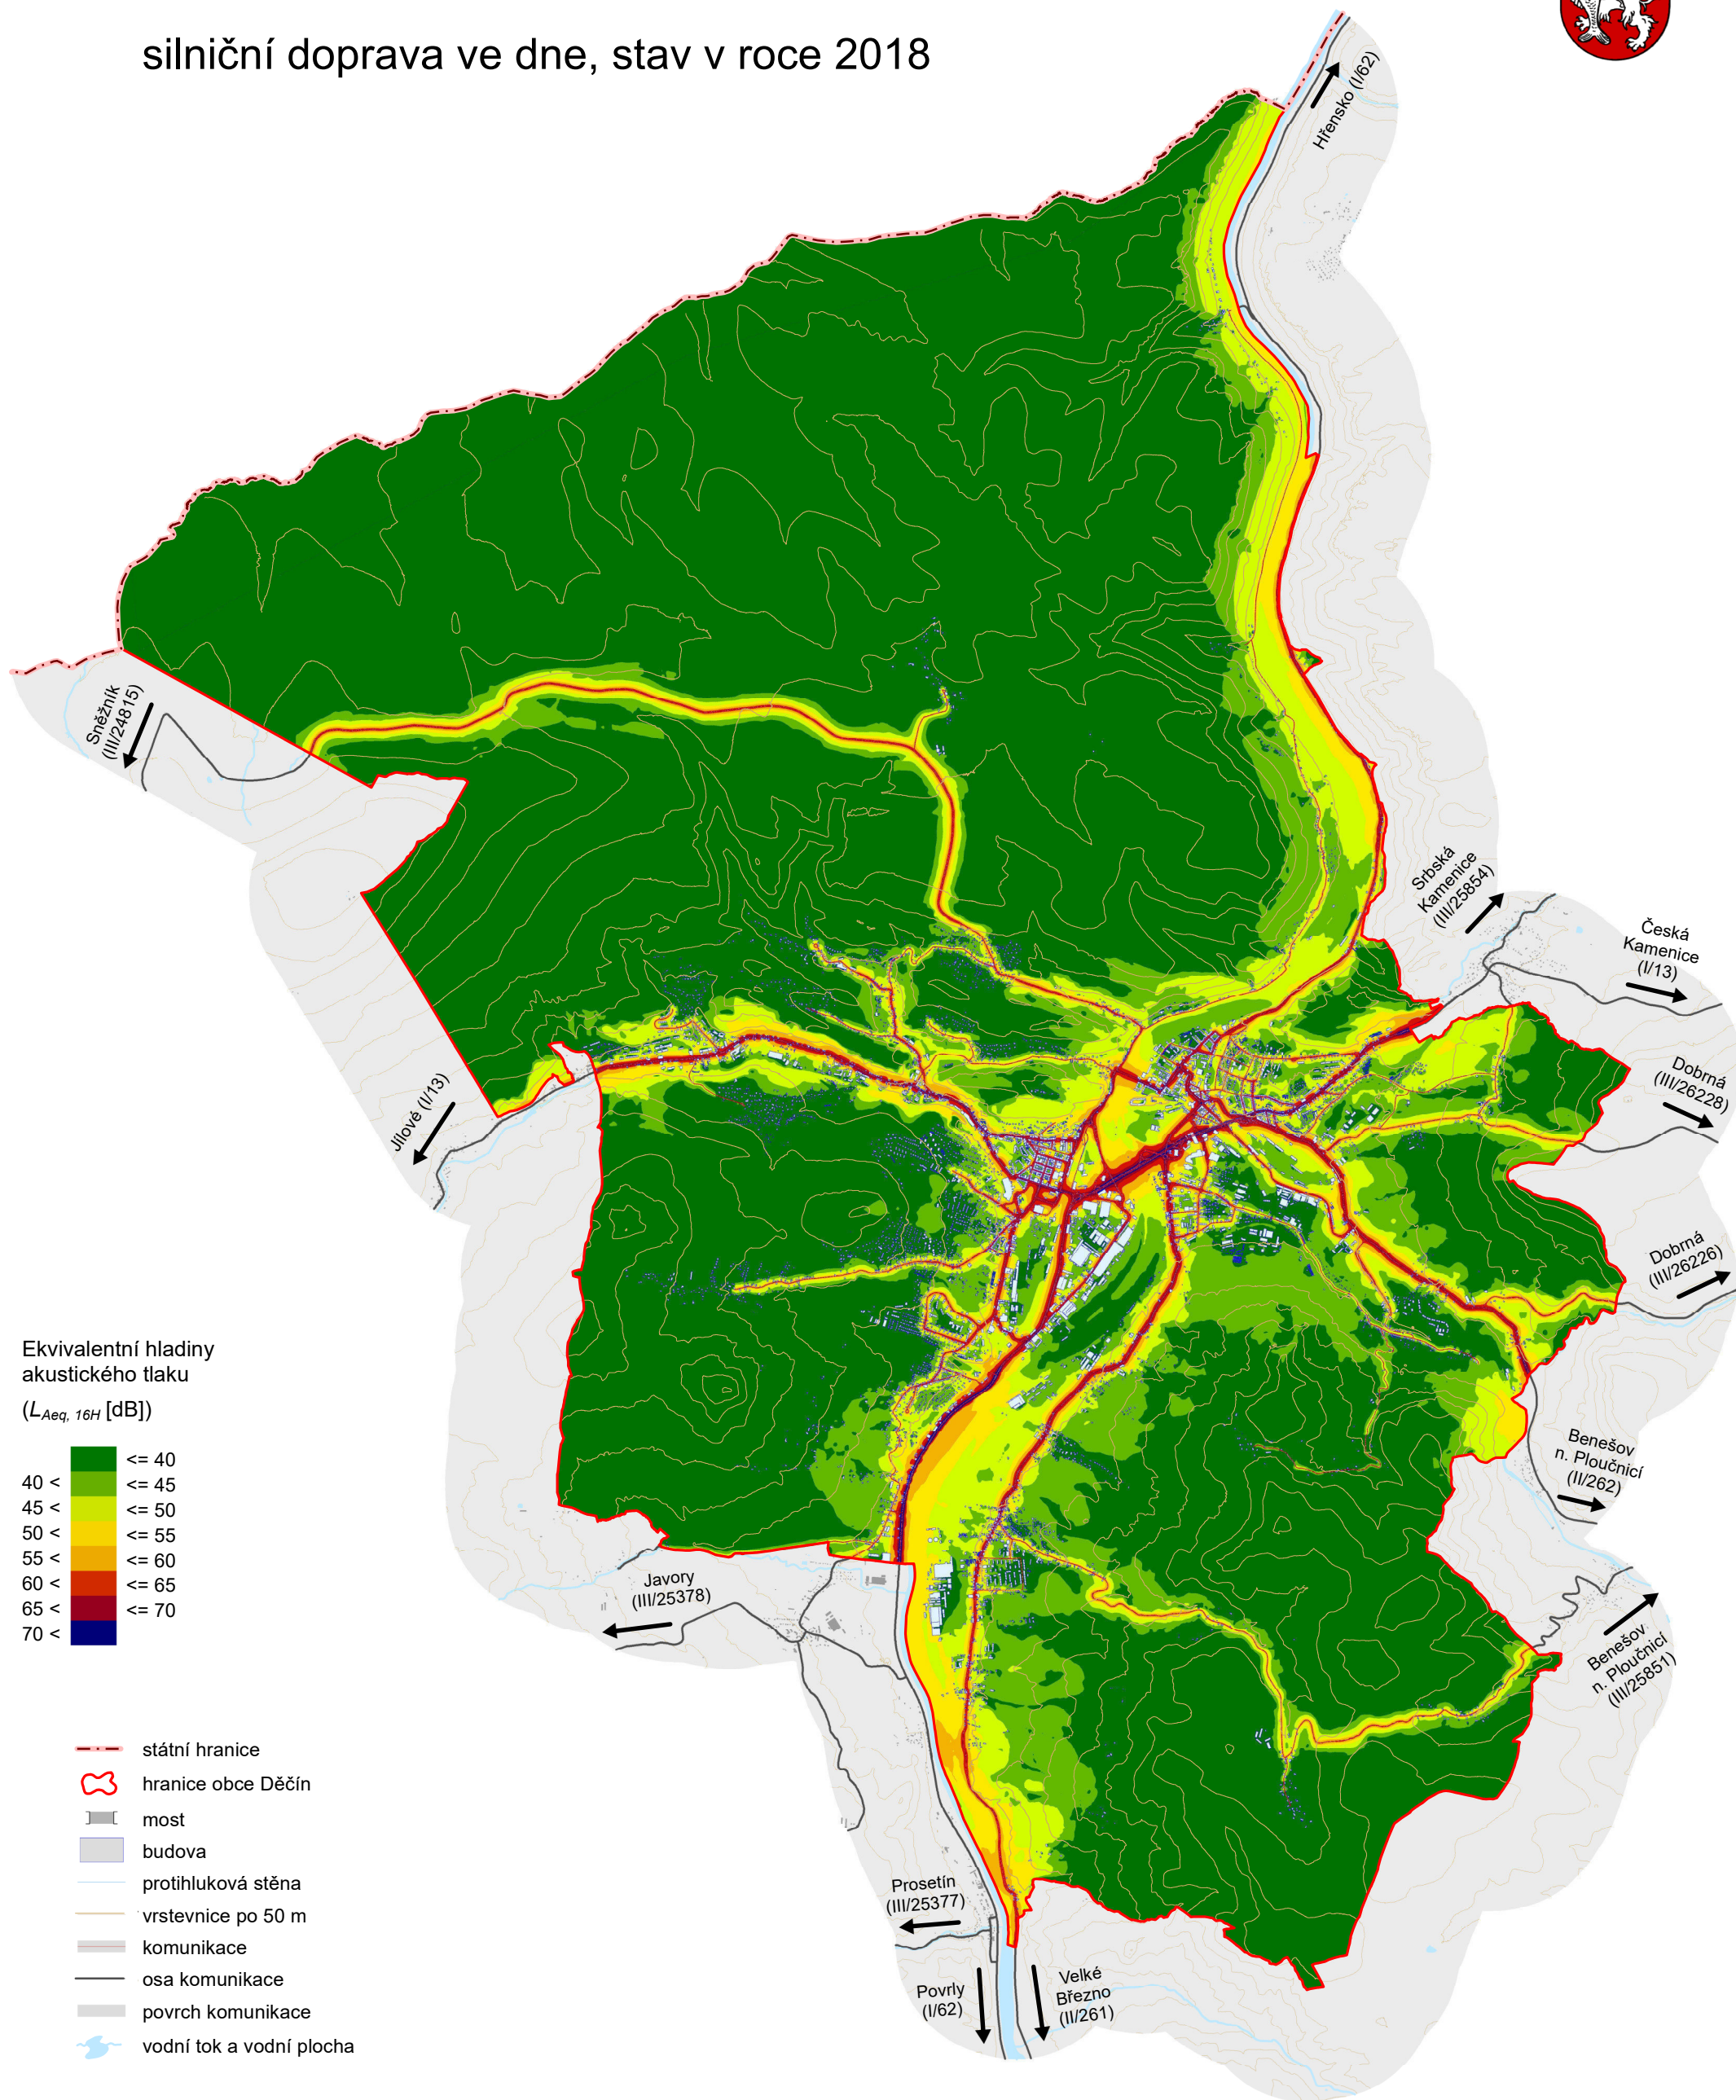 silniční doprava ve dne, stav v roce 2018
Hřensko (I/62)
Sněžník
(III/24815)
Srbská
Kamenice
(III/25854)
Česká
Kamenice
(I/13)
Dobrná
(III/26228)
Jílové (I/13)
Dobrná
(III/26226)
Benešov
n. Ploučnicí
(II/262)
Benešov
n. Ploučnicí
(III/25851)
Javory
(III/25378)
Prosetín
(III/25377)
Povrly
(I/62)
Velké
Březno
(II/261)
Ekvivalentní hladiny
akustického tlaku
(LAeq, 16H [dB])
<= 40
40 < <= 45
45 < <= 50
50 < <= 55
55 < <= 60
60 < <= 65
65 < <= 70
70 <
státní hranice
hranice obce Děčín
most
budova
protihluková stěna
vrstevnice po 50 m
komunikace
osa komunikace
povrch komunikace
vodní tok a vodní plocha